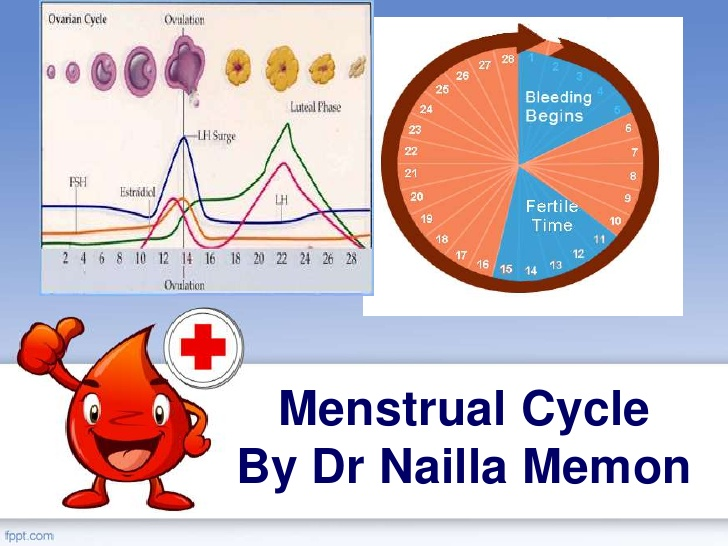 Ovarian Cycle
Ovulation
Luteal Phase
LH Surge
FSH
Estradiol
LH
2 4 6 8 10 12 14 16 18 20 22 24 26 28
Ovulation
1
2
3
4
5
6
7
8
9
10
11
12
13
14
15
16
17
18
19
20
21
22
23
24
25
26
27
28
Bleeding
Begins
Fertile
Time
Menstrual Cycle
By Dr Nailla Memon
fppt.com